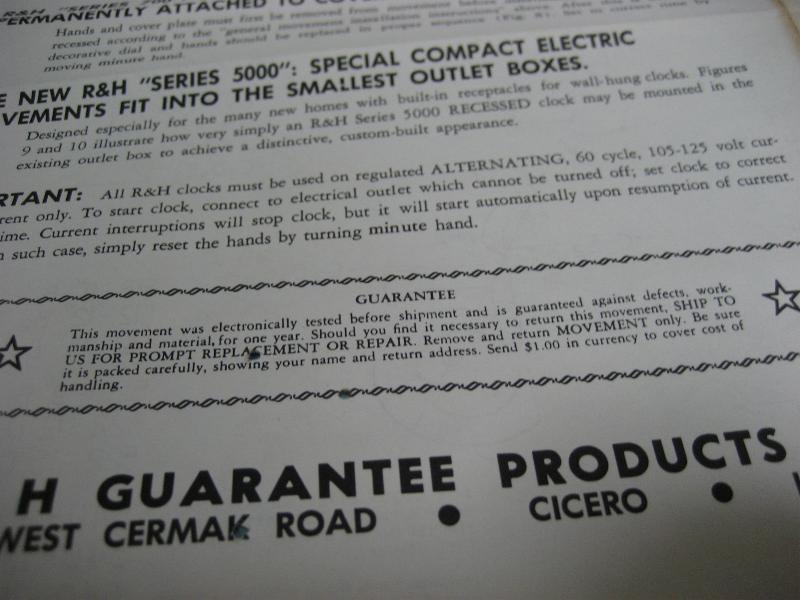 R&H "SERIES
PERMANENTLY ATTACHED TO
Hands and cover plate must first be removed from movement before
recessed according to the "general movement installation instructions" above. After this is
decorative dial and hands should be replaced in proper sequence (Fig. 8). Set to correct time by
moving minute hand.
E NEW R&H "SERIES 5000": SPECIAL COMPACT ELECTRIC
VEMENTS FIT INTO THE SMALLEST OUTLET BOXES.
Designed especially for the many new homes with built-in receptacles for wall-hung clocks. Figures
9 and 10 illustrate how very simply an R&H Series 5000 RECESSED clock may be mounted in the
existing outlet box to achieve a distinctive, custom-built appearance.
RTANT: All R&H clocks must be used on regulated ALTERNATING, 60 cycle, 105-125 volt cur-
rent only. To start clock, connect to electrical outlet which cannot be turned off; set clock to correct
ime. Current interruptions will stop clock, but it will start automatically upon resumption of current.
n such case, simply reset the hands by turning minute hand.
GUARANTEE
This movement was electronically tested before shipment and is guaranteed against defects, work-
manship and material, for one year. Should you find it necessary to return this movement, SHIP TO
US FOR PROMPT REPLACEMENT OR REPAIR. Remove and return MOVEMENT only. Be sure
it is packed carefully, showing your name and return address. Send $1.00 in currency to cover cost of
handling.
H GUARANTEE PRODUCTS
WEST CERMAK ROAD • CICERO •